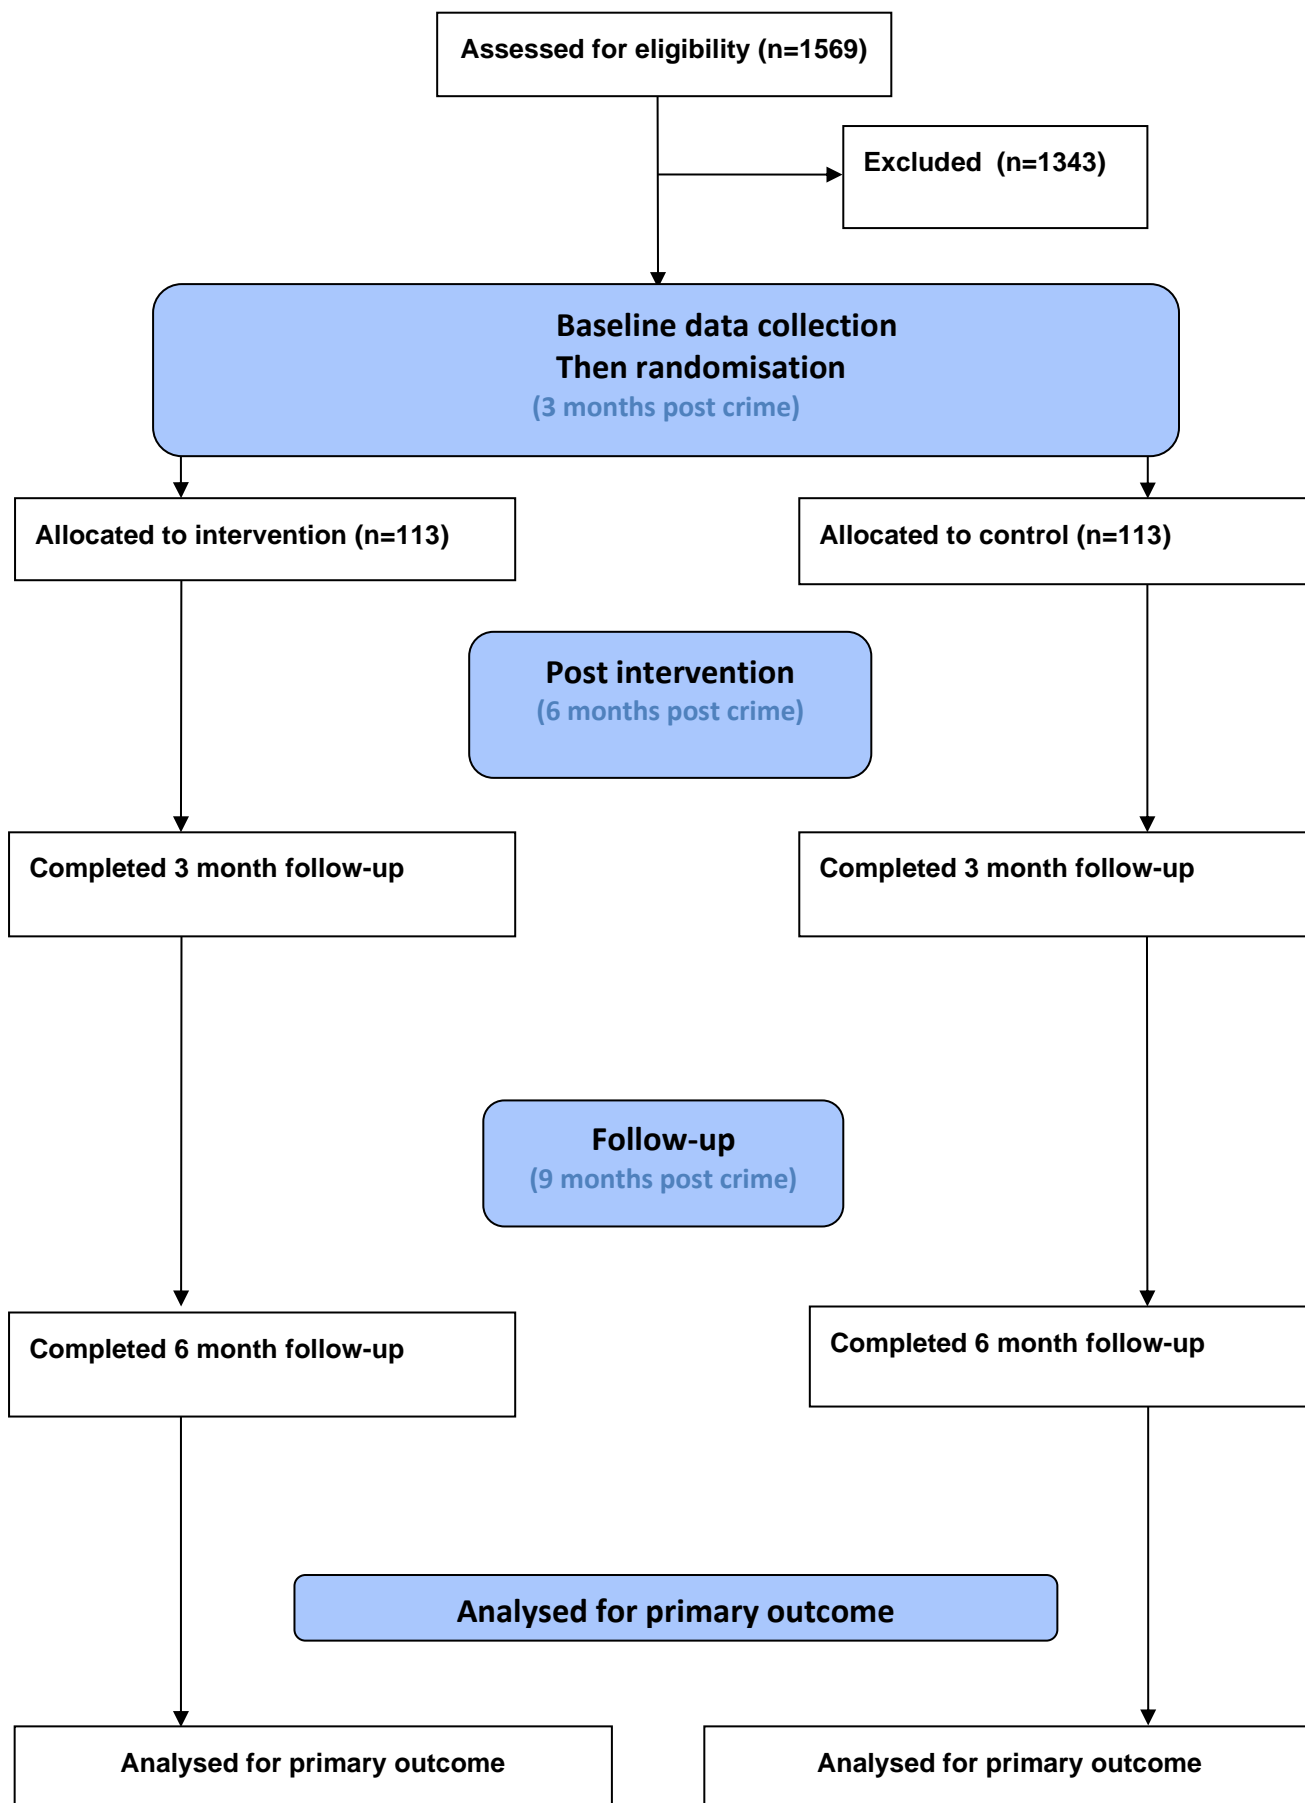 Assessed for eligibility (n=1569)
Excluded  (n=1343)
Baseline data collection
Then randomisation
(3 months post crime)
Allocated to intervention (n=113)
Allocated to control (n=113)
Post intervention
(6 months post crime)
Completed 3 month follow-up
Completed 3 month follow-up
Follow-up
(9 months post crime)
Completed 6 month follow-up
Completed 6 month follow-up
Analysed for primary outcome
Analysed for primary outcome
Analysed for primary outcome